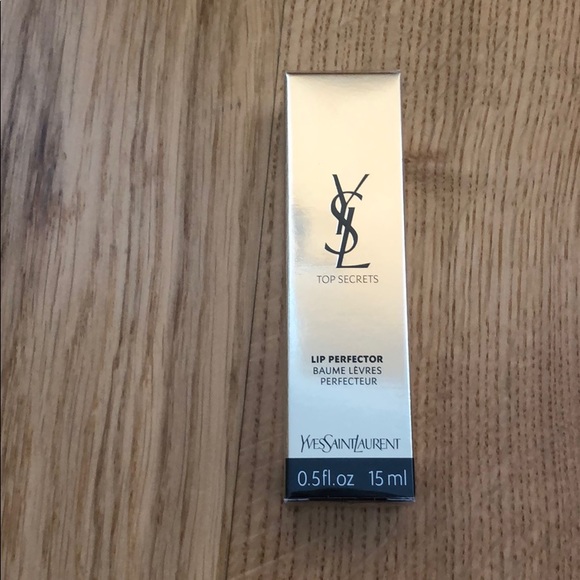 YSL
TOP SECRETS
LIP PERFECTOR
BAUME LÈVRES
PERFECTEUR
YVESSAINTLAURENT
0.5fl.oz 15 ml